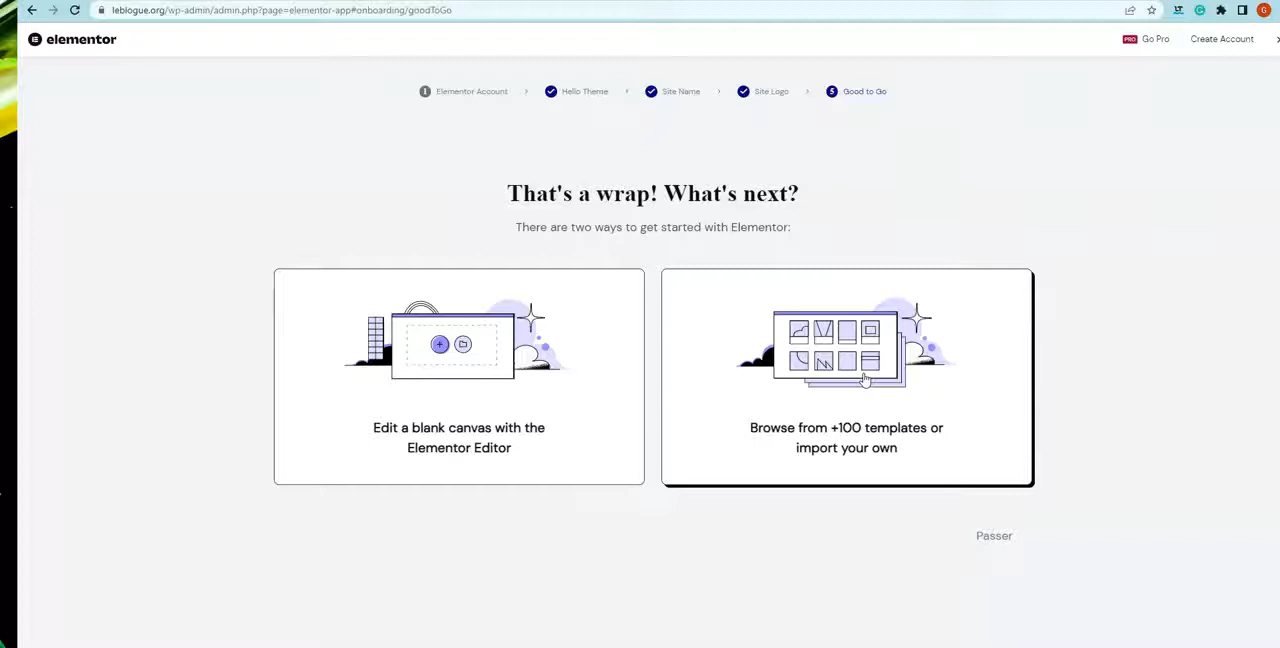 leblogue.org/wp-admin/admin.php?page=elementor-app#onboarding/goodToGo
G
elementor
PRO Go Pro Create Account
1 Elementor Account > Hello Theme > Site Name > Site Logo > 5 Good to Go
That's a wrap! What's next?
There are two ways to get started with Elementor:
Edit a blank canvas with the
Elementor Editor
Browse from +100 templates or
import your own
Passer